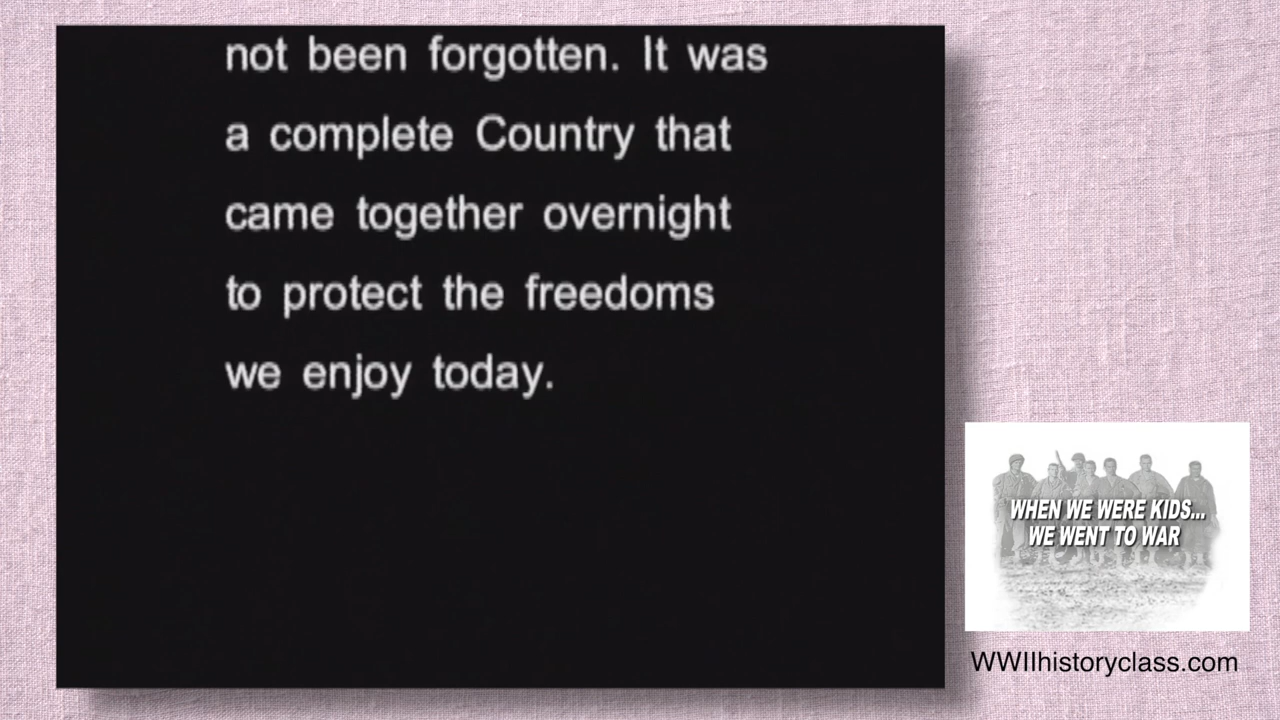 not been forgotten. It was
a complete Country that
came together overnight
to protect the freedoms
we enjoy today.
WHEN WE WERE KIDS...
WE WENT TO WAR
WWIIhistoryclass.com